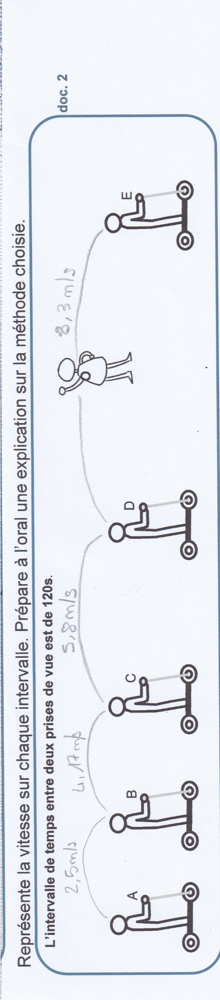 Représente la vitesse sur chaque intervalle. Prépare à l'oral une explication sur la méthode choisie.
doc. 2
L'intervalle de temps entre deux prises de vue est de 120s.
2,5m/s
4,17m/s
5,8m/s
8,3m/s
A
B
C
D
E